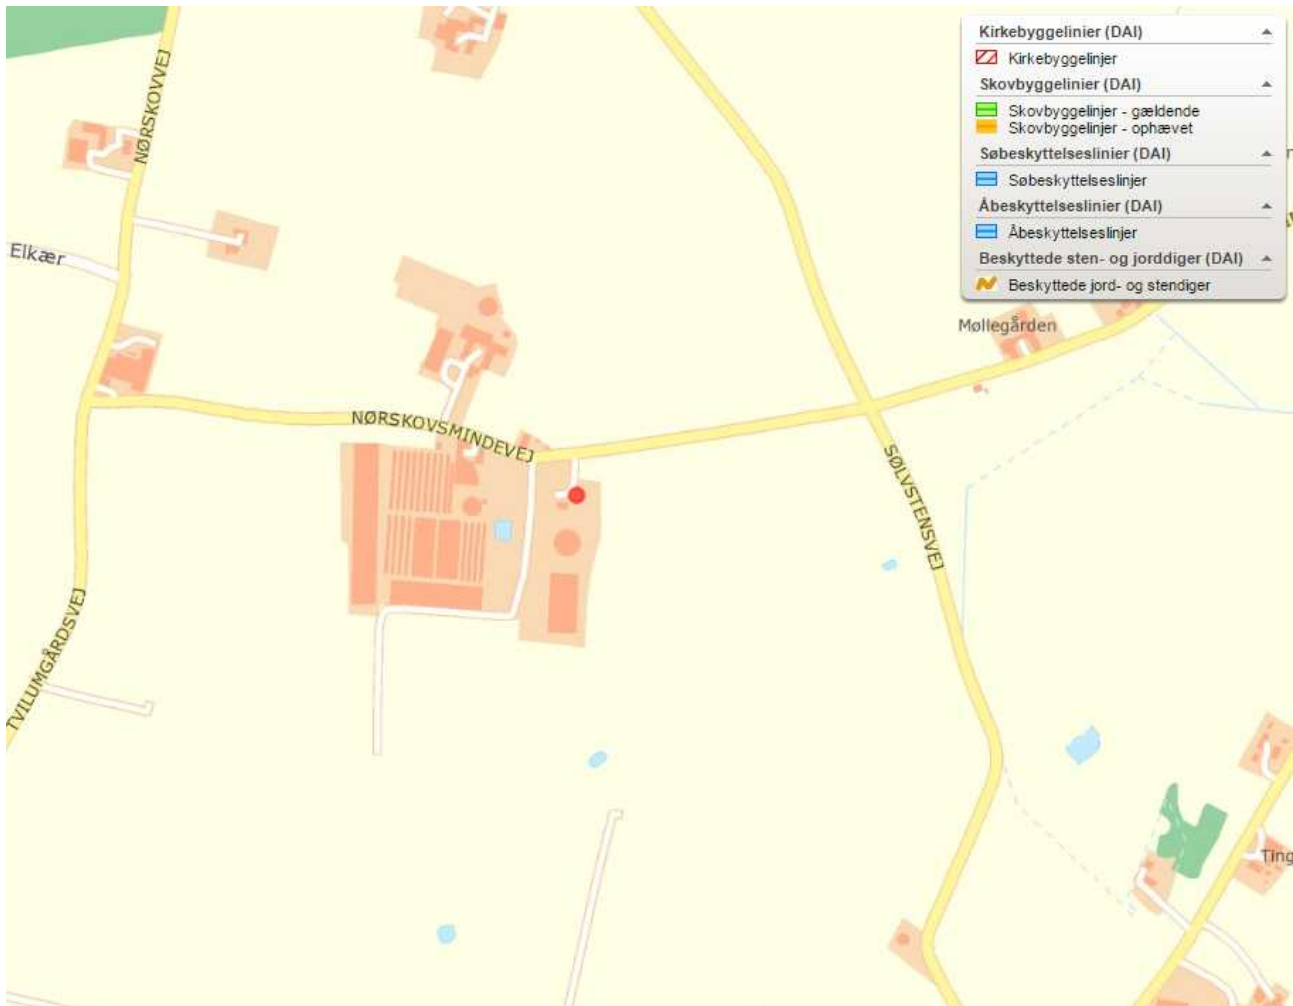 Kirkebyggelinier (DAI)
Kirkebyggelinjer
Skovbyggelinier (DAI)
Skovbyggelinjer - gældende
Skovbyggelinjer - ophævet
Søbeskyttelseslinier (DAI)
Søbeskyttelseslinjer
Åbeskyttelseslinier (DAI)
Åbeskyttelseslinjer
Beskyttede sten- og jorddiger (DAI)
Beskyttede jord- og stendiger
NØRSKOVVEJ
Elkær
Møllegården
NØRSKOVSMINDEVEJ
SØLVSTENSVEJ
TVILUMGÅRDSVEJ
Ting